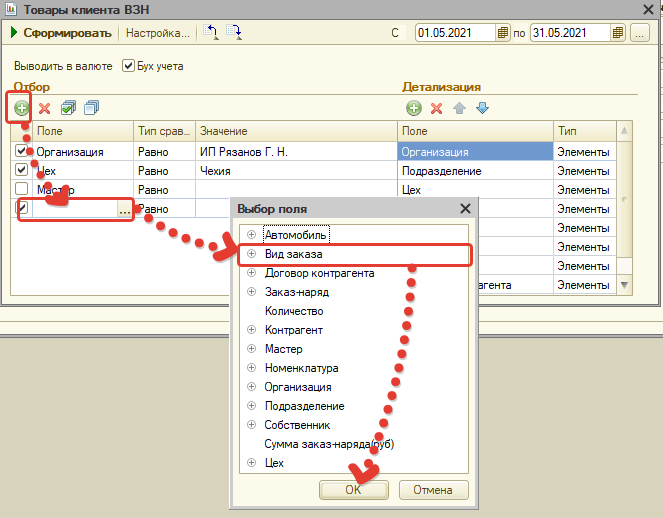 Товары клиента ВЗН
Сформировать Настройка... С 01.05.2021 по 31.05.2021 ...
Выводить в валюте Бух учета
Отбор Детализация
Поле Тип срав... Значение Поле Тип
Организация Равно ИП Рязанов Г. Н. Организация Элементы
Цех Равно Чехия Подразделение Элементы
Мастер Равно Цех Элементы
... Равно Элементы
Элементы
Элементы
агента Элементы
Выбор поля
Автомобиль
Вид заказа
Договор контрагента
Заказ-наряд
Количество
Контрагент
Мастер
Номенклатура
Организация
Подразделение
Собственник
Сумма заказ-наряда(руб)
Цех
OK Отмена